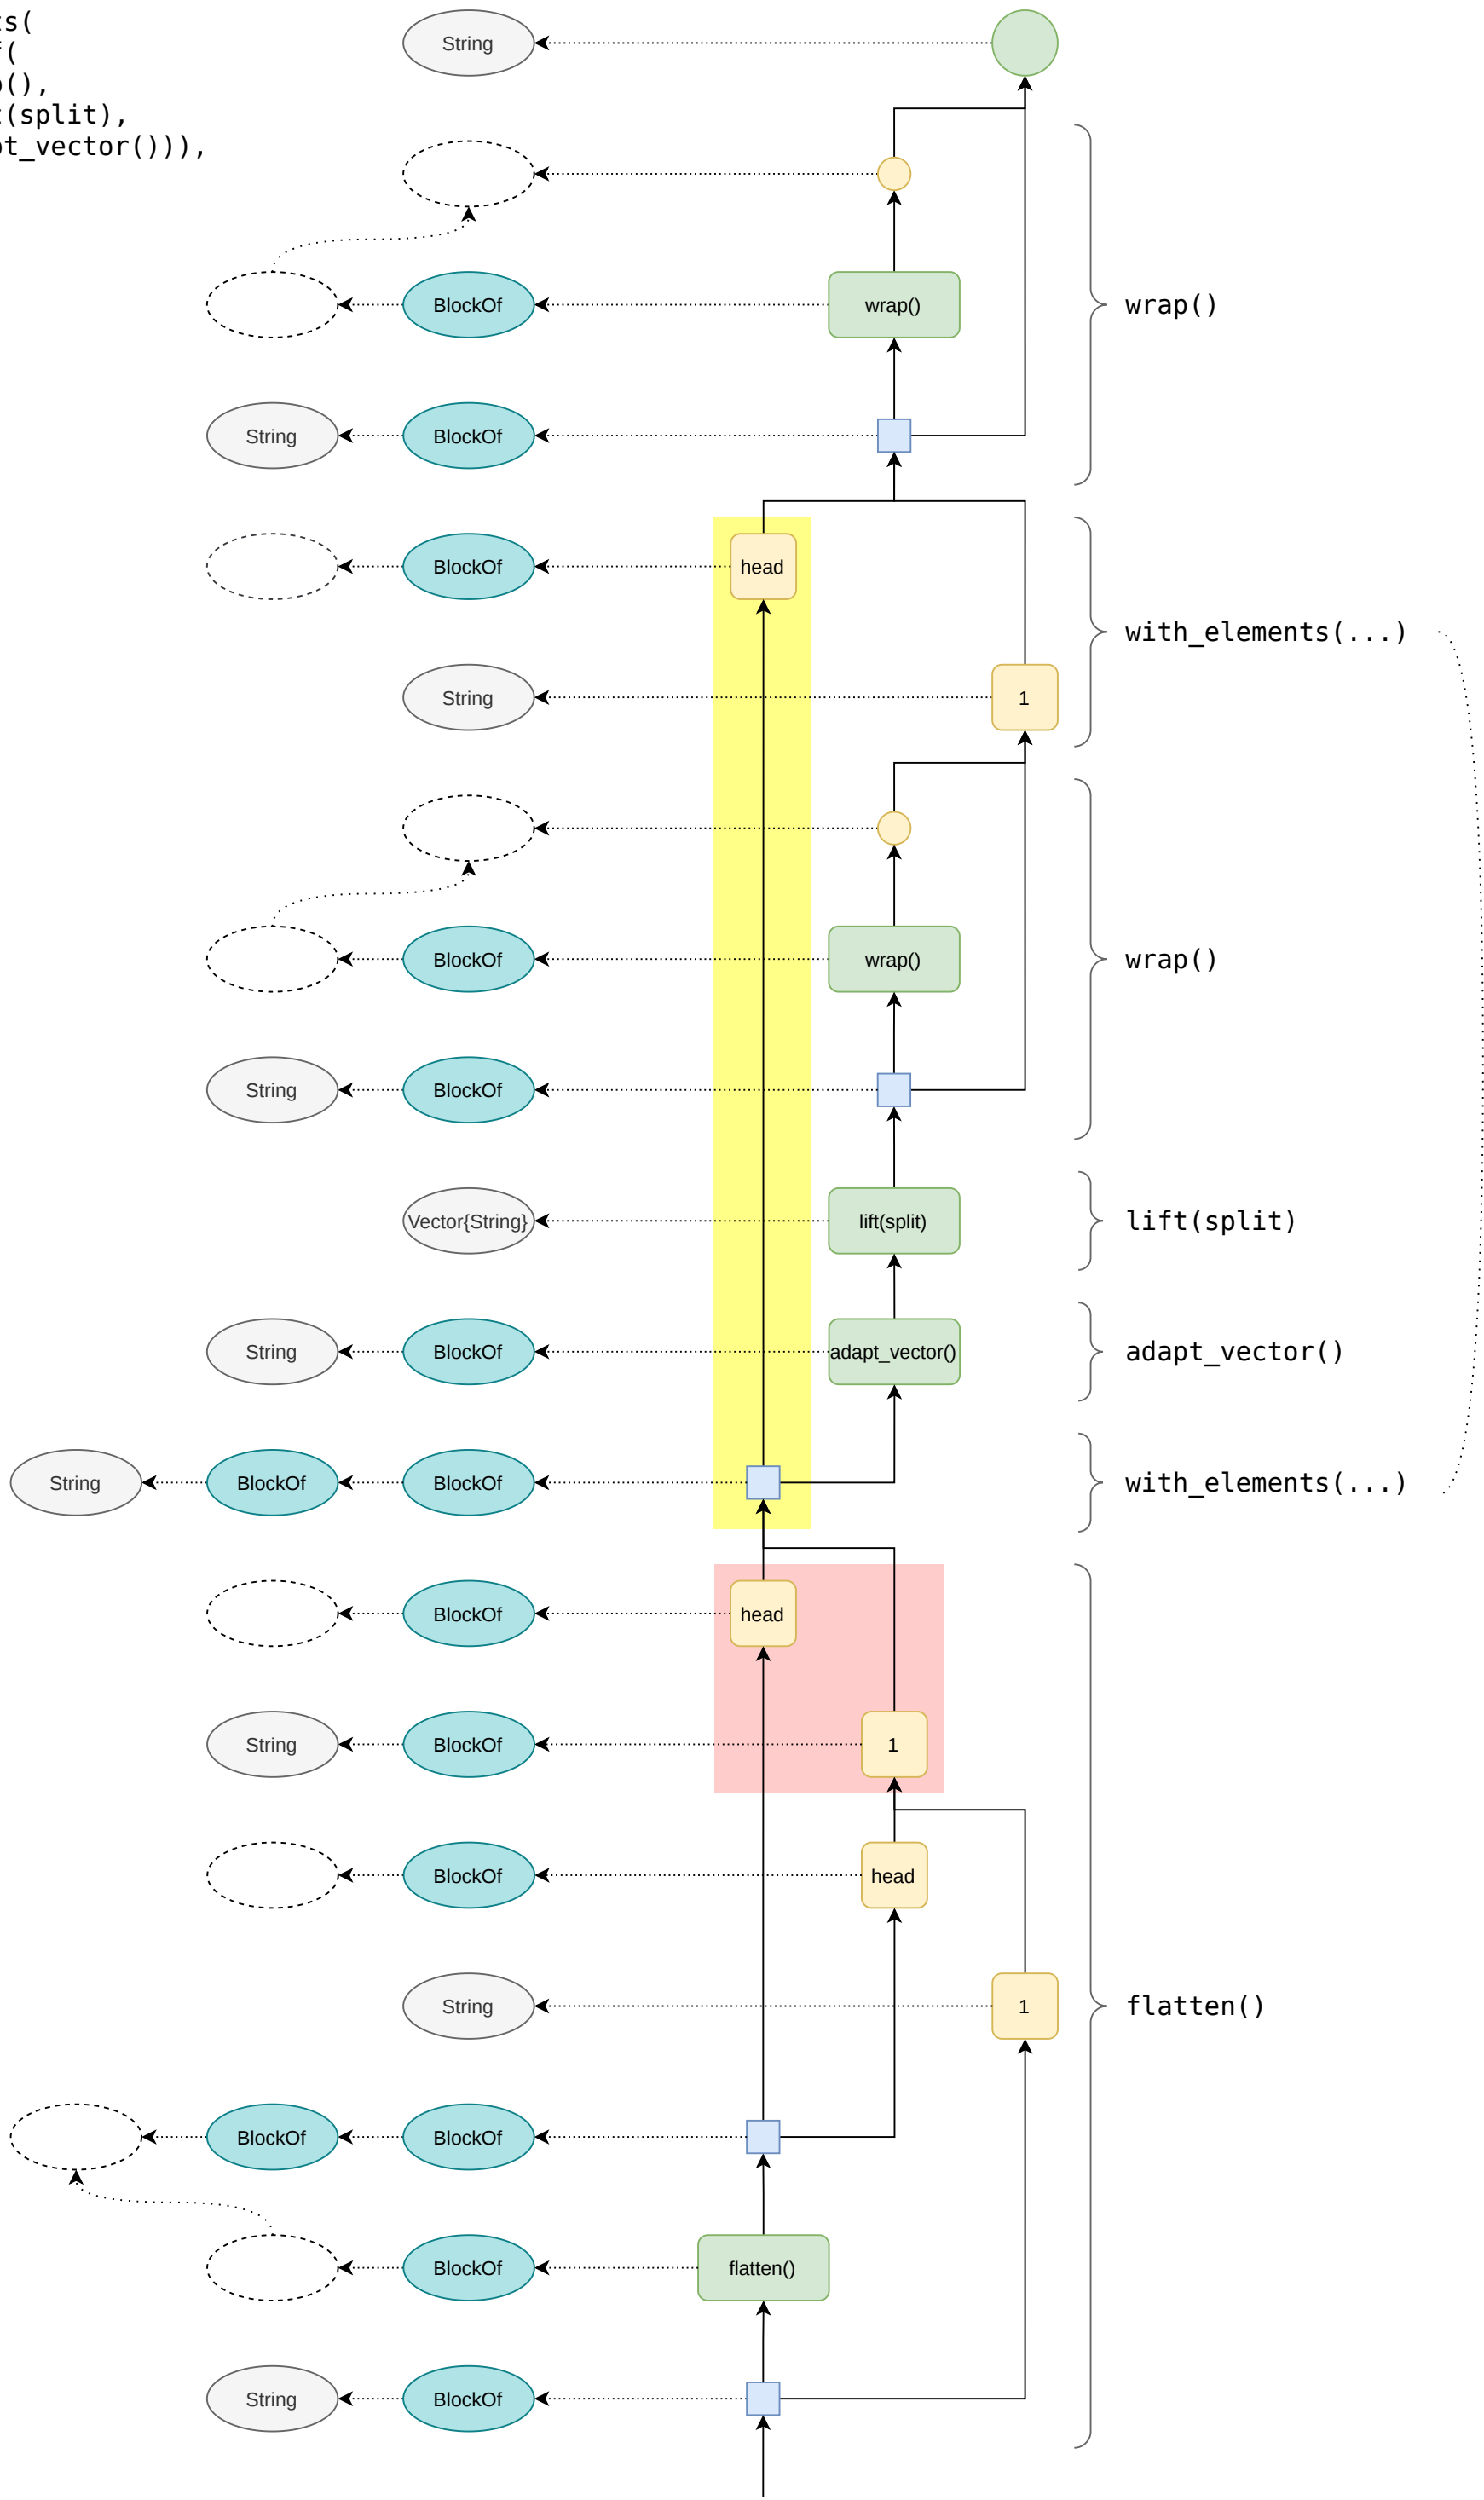 ts(
f(
p(),
t(split),
pt_vector())),
String
BlockOf
wrap()
wrap()
String
BlockOf
BlockOf
head
with_elements(...)
String
1
BlockOf
wrap()
wrap()
String
BlockOf
Vector{String}
lift(split)
lift(split)
String
BlockOf
adapt_vector()
adapt_vector()
String
BlockOf
BlockOf
with_elements(...)
BlockOf
head
String
BlockOf
1
BlockOf
head
String
1
flatten()
BlockOf
BlockOf
BlockOf
flatten()
String
BlockOf